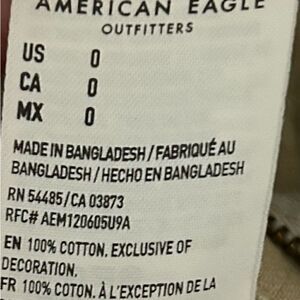 AMERICAN EAGLE
OUTFITTERS
US 0
CA 0
MX 0
MADE IN BANGLADESH / FABRIQUÉ AU
BANGLADESH / HECHO EN BANGLADESH
RN 54485 / CA 03873
RFC# AEM120605U9A
EN 100% COTTON, EXCLUSIVE OF
DECORATION.
FR 100% COTON, À L'EXCEPTION DE LA